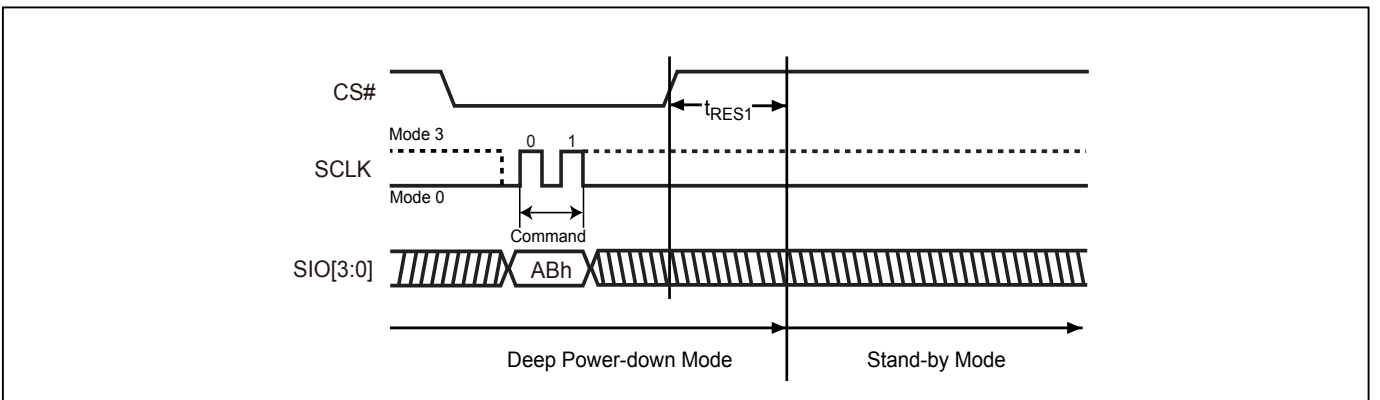 CS#
tRES1
Mode 3
0 1
SCLK
Mode 0
Command
SIO[3:0]
ABh
Deep Power-down Mode
Stand-by Mode